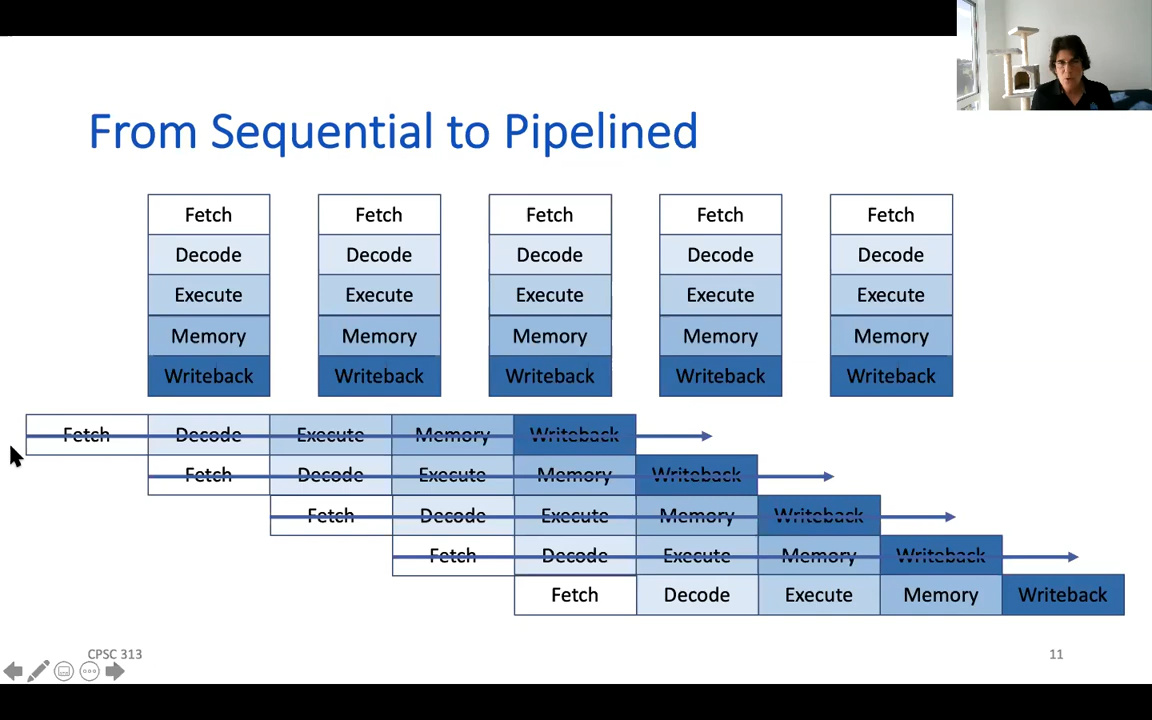 From Sequential to Pipelined
Fetch Fetch Fetch Fetch Fetch
Decode Decode Decode Decode Decode
Execute Execute Execute Execute Execute
Memory Memory Memory Memory Memory
Writeback Writeback Writeback Writeback Writeback
Fetch Decode Execute Memory Writeback
Fetch Decode Execute Memory Writeback
Fetch Decode Execute Memory Writeback
Fetch Decode Execute Memory Writeback
Fetch Decode Execute Memory Writeback
CPSC 313
11